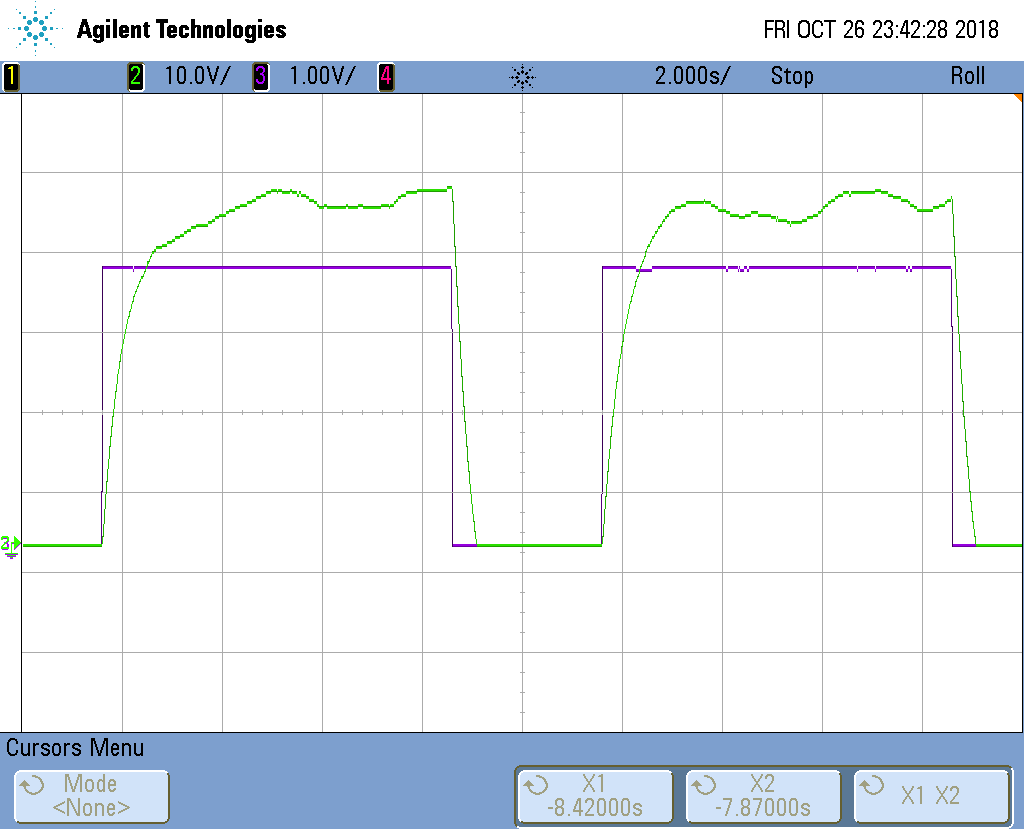 Agilent Technologies
FRI OCT 26 23:42:28 2018
1 2 10.0V/ 3 1.00V/ 4 2.000s/ Stop Roll
Cursors Menu
Mode
<None>
X1
-8.42000s
X2
-7.87000s
X1 X2